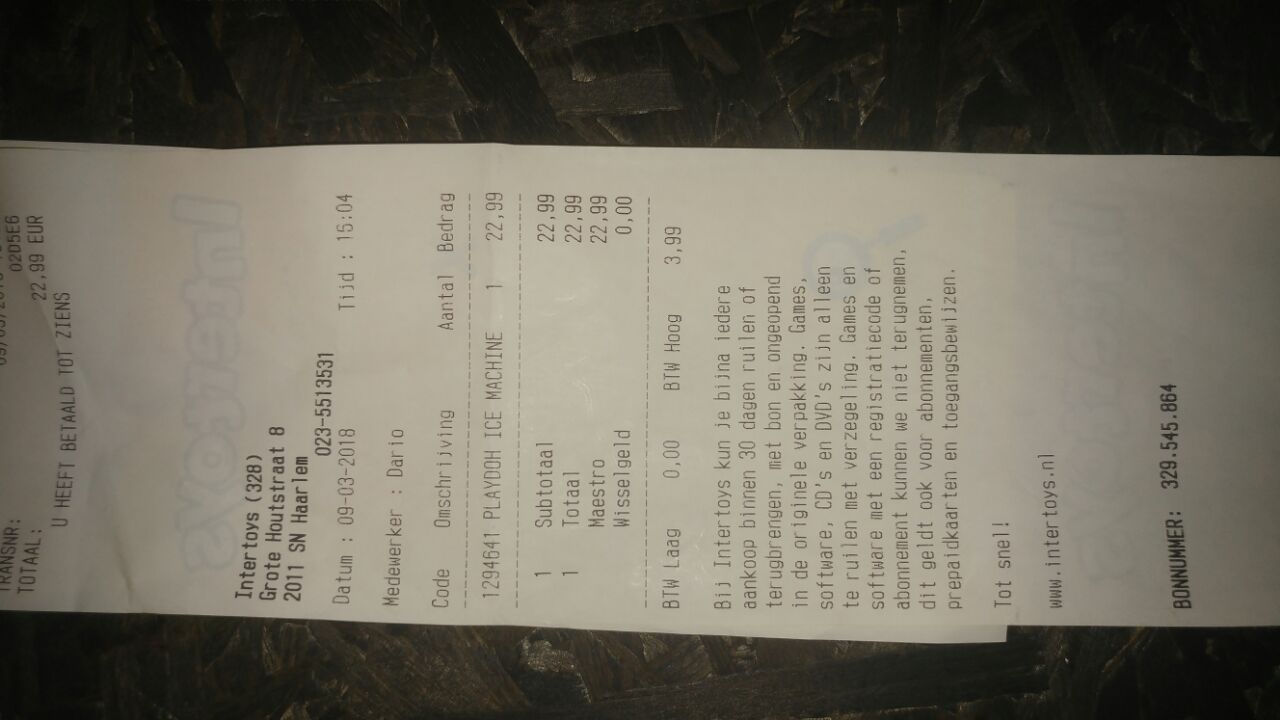 02D5E6
TRANSNR:
TOTAAL: 22,99 EUR
U HEEFT BETAALD TOT ZIENS
Intertoys
Intertoys (328)
Grote Houtstraat 8
2011 SN Haarlem
023-5513531
Datum : 09-03-2018 Tijd : 15:04
Medewerker : Dario
Code Omschrijving Aantal Bedrag
1294641 PLAYDOH ICE MACHINE 1 22,99
1 Subtotaal 22,99
1 Totaal 22,99
Maestro 22,99
Wisselgeld 0,00
BTW Laag 0,00 BTW Hoog 3,99
Bij Intertoys kun je bijna iedere
aankoop binnen 30 dagen ruilen of
terugbrengen, met bon en ongeopend
in de originele verpakking. Games,
software, CD's en DVD's zijn alleen
te ruilen met verzegeling. Games en
software met een registratiecode of
abonnement kunnen we niet terugnemen,
dit geldt ook voor abonnementen,
prepaidkaarten en toegangsbewijzen.
Tot snel!
www.intertoys.nl
BONNUMMER: 329.545.864